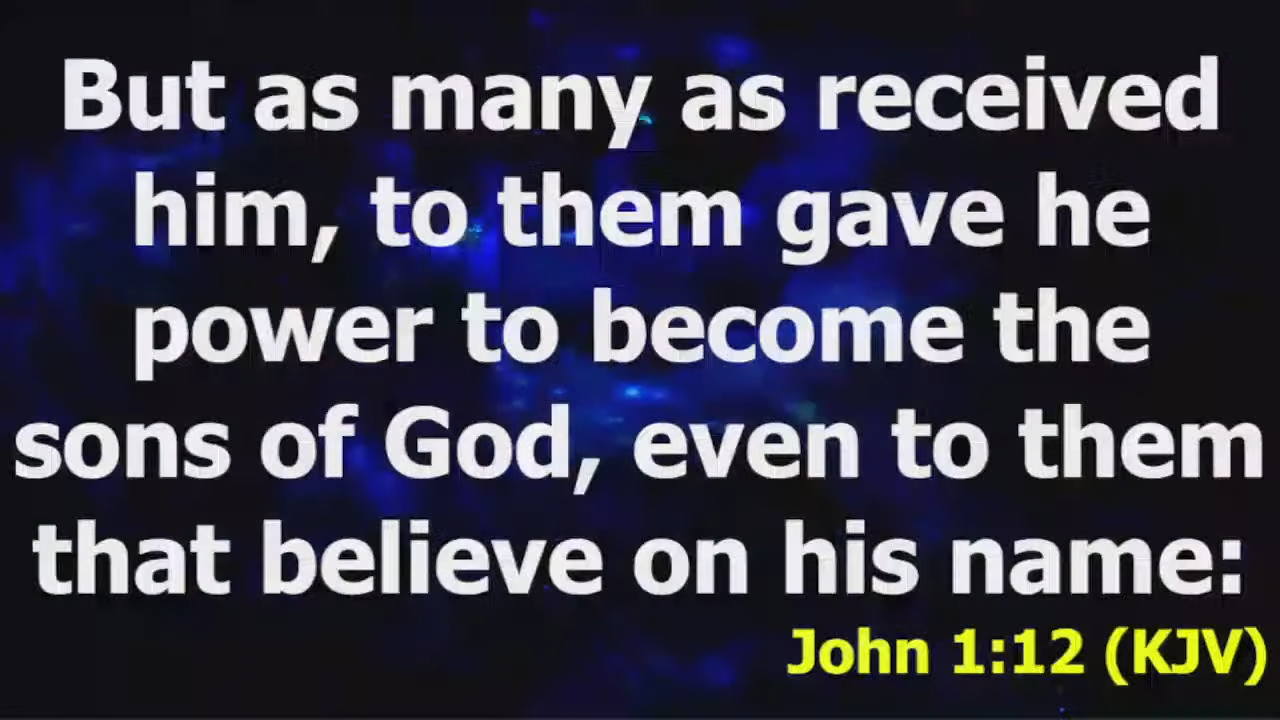 But as many as received
him, to them gave he
power to become the
sons of God, even to them
that believe on his name:
John 1:12 (KJV)